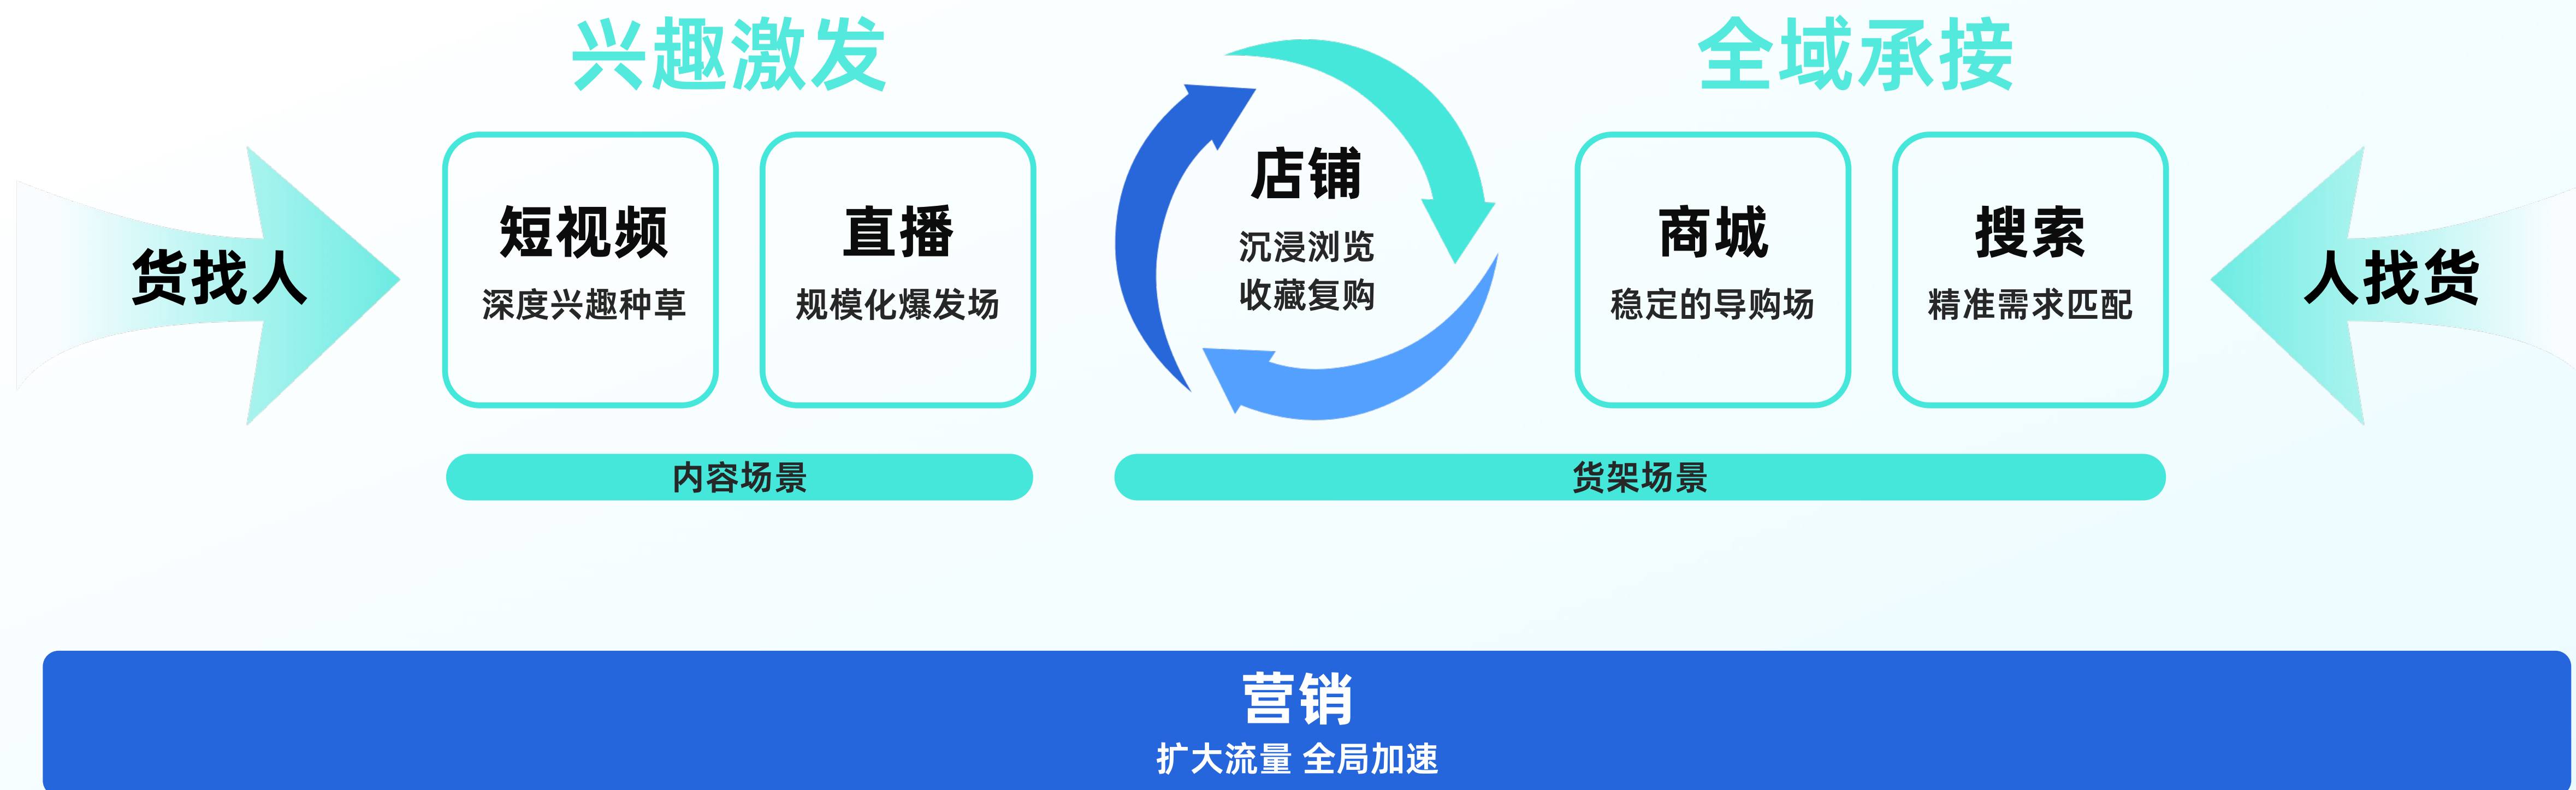 兴趣激发
全域承接
货找人
短视频
深度兴趣种草
直播
规模化爆发场
店铺
沉浸浏览
收藏复购
商城
稳定的导购场
搜索
精准需求匹配
人找货
内容场景
货架场景
营销
扩大流量 全局加速